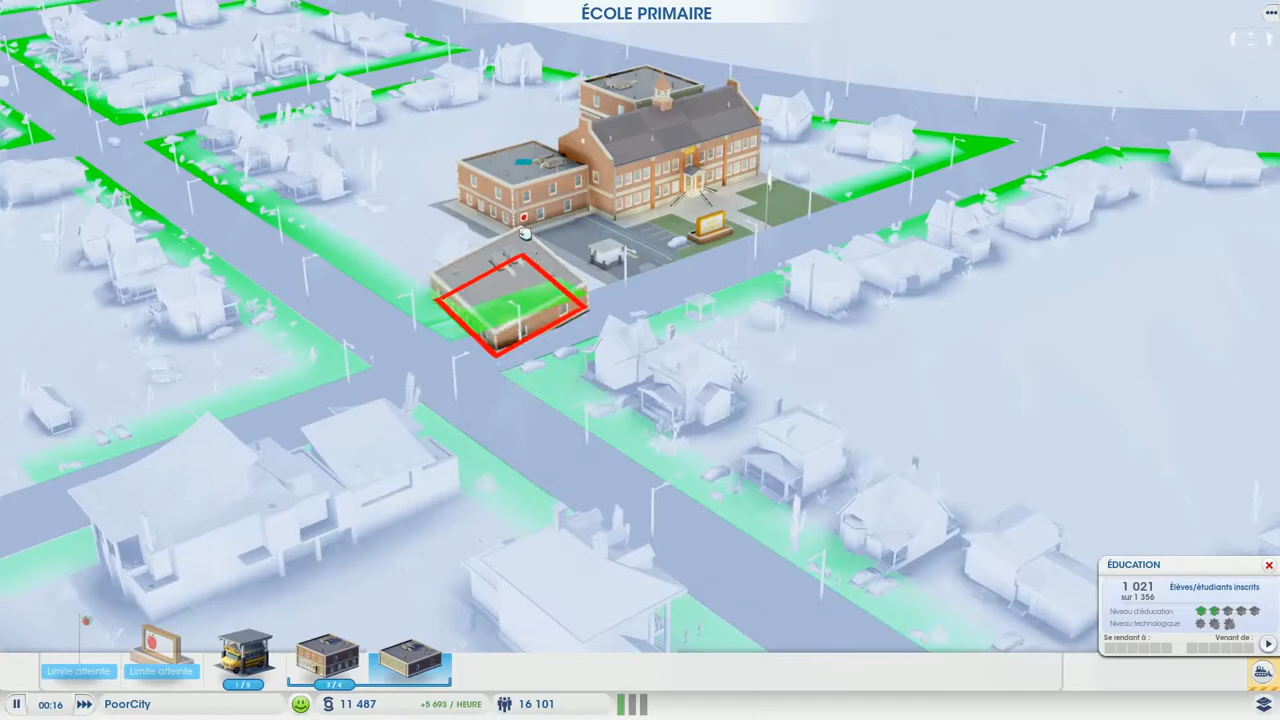 ÉCOLE PRIMAIRE
ÉDUCATION
1 021
sur 1 356
Élèves/étudiants inscrits
Niveau d'éducation
Niveau technologique
Se rendant à :
Venant de :
Limite atteinte
Limite atteinte
1 / 5
3 / 4
00:16
PoorCity
11 487
+5 693 / HEURE
16 101